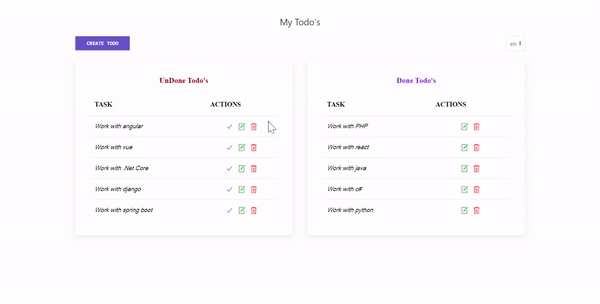 My Todo's
CREATE TODO
en
UnDone Todo's
TASK ACTIONS
Work with angular
Work with vue
Work with .Net Core
Work with django
Work with spring boot
Done Todo's
TASK ACTIONS
Work with PHP
Work with react
Work with java
Work with c#
Work with python